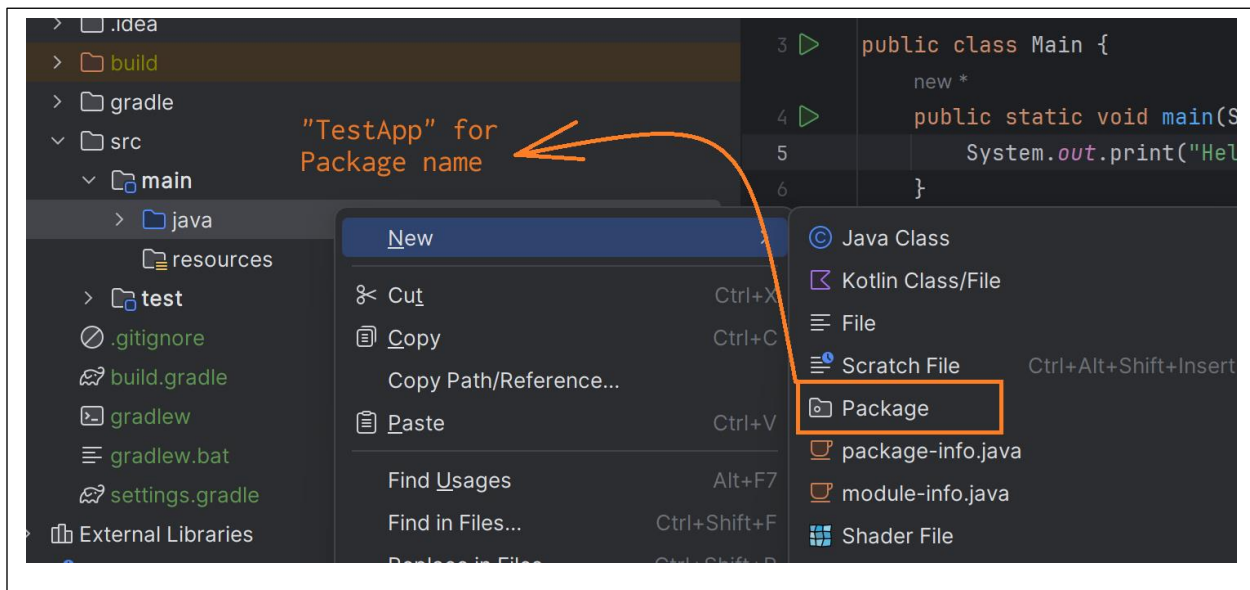 .idea
build
gradle
src
main
java
resources
test
.gitignore
build.gradle
gradlew
gradlew.bat
settings.gradle
External Libraries
"TestApp" for
Package name
3 public class Main {
new *
4 public static void main(S
5 System.out.print("Hel
6 }
New
Cut Ctrl+X
Copy Ctrl+C
Copy Path/Reference...
Paste Ctrl+V
Find Usages Alt+F7
Find in Files... Ctrl+Shift+F
Java Class
Kotlin Class/File
File
Scratch File Ctrl+Alt+Shift+Insert
Package
package-info.java
module-info.java
Shader File